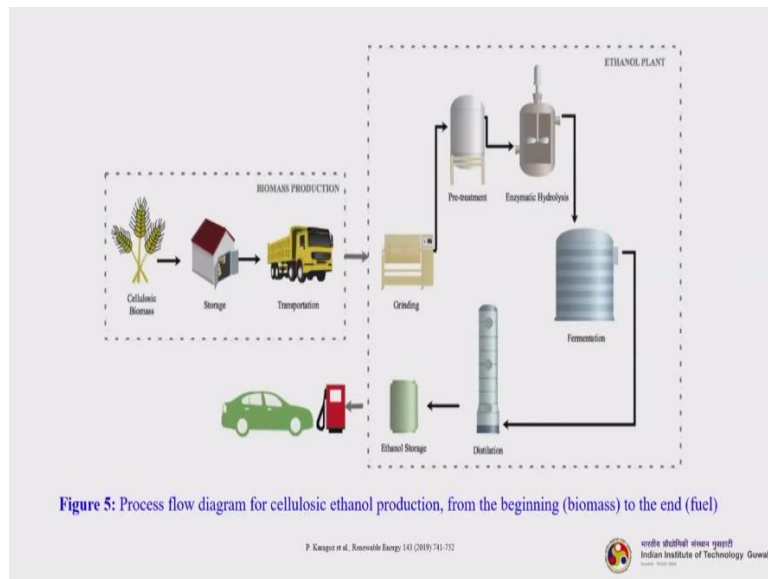 ETHANOL PLANT
Pre-treatment
Enzymatic Hydrolysis
BIOMASS PRODUCTION
Cellulosic
Biomass
Storage
Transportation
Grinding
Fermentation
Ethanol Storage
Distilation
Figure 5: Process flow diagram for cellulosic ethanol production, from the beginning (biomass) to the end (fuel)
P. Karagoz et al., Renewable Energy 143 (2019) 741-752
भारतीय प्रौद्योगिकी संस्थान गुवाहाटी
Indian Institute of Technology Guwa